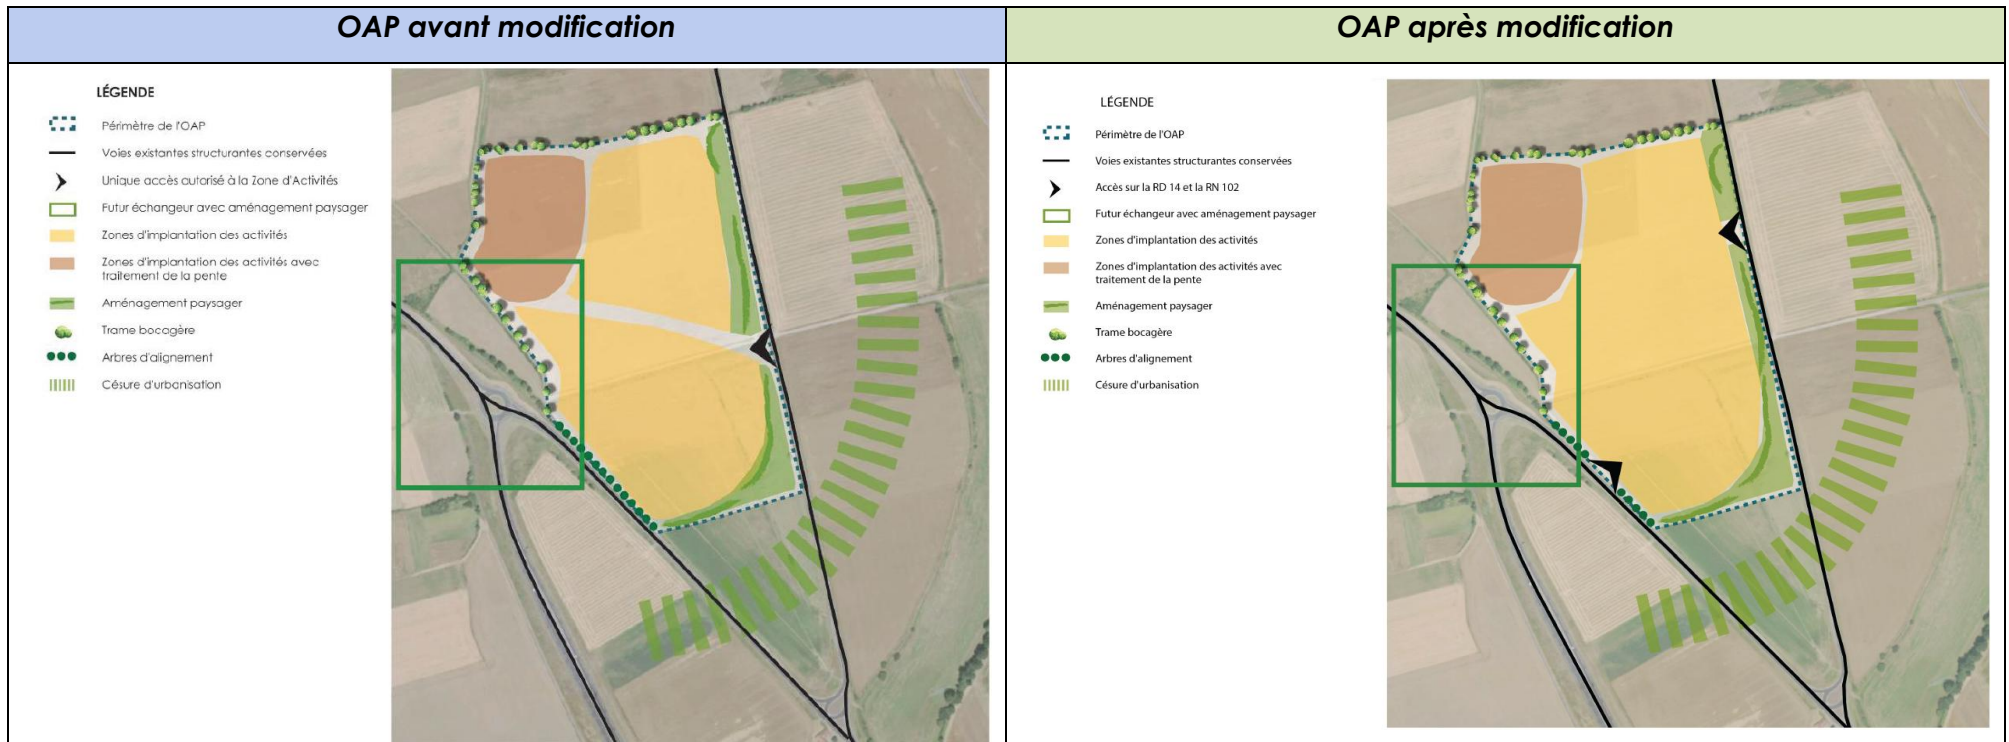 OAP avant modification
OAP après modification
LÉGENDE
Périmètre de l'OAP
Voies existantes structurantes conservées
Unique accès autorisé à la Zone d'Activités
Futur échangeur avec aménagement paysager
Zones d'implantation des activités
Zones d'implantation des activités avec
traitement de la pente
Aménagement paysager
Trame bocagère
Arbres d'alignement
Césure d'urbanisation
LÉGENDE
Périmètre de l'OAP
Voies existantes structurantes conservées
Accès sur la RD 14 et la RN 102
Futur échangeur avec aménagement paysager
Zones d'implantation des activités
Zones d'implantation des activités avec
traitement de la pente
Aménagement paysager
Trame bocagère
Arbres d'alignement
Césure d'urbanisation